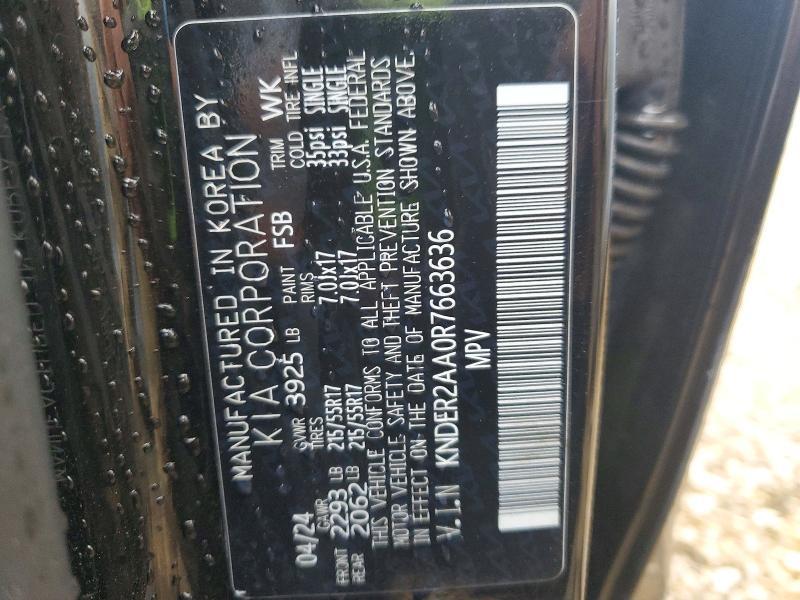 MANUFACTURED IN KOREA BY
KIA CORPORATION
04/24 GVWR 3925 LB PAINT FSB TRIM WK
GAWR TIRES RIMS COLD TIRE INFL
FRONT 2293 LB 215/55R17 7.0Jx17 35psi SINGLE
REAR 2062 LB 215/55R17 7.0Jx17 33psi SINGLE
THIS VEHICLE CONFORMS TO ALL APPLICABLE U.S.A. FEDERAL
MOTOR VEHICLE SAFETY AND THEFT PREVENTION STANDARDS
IN EFFECT ON THE DATE OF MANUFACTURE SHOWN ABOVE.
V.I.N KNDER2AA0R7663636
MPV